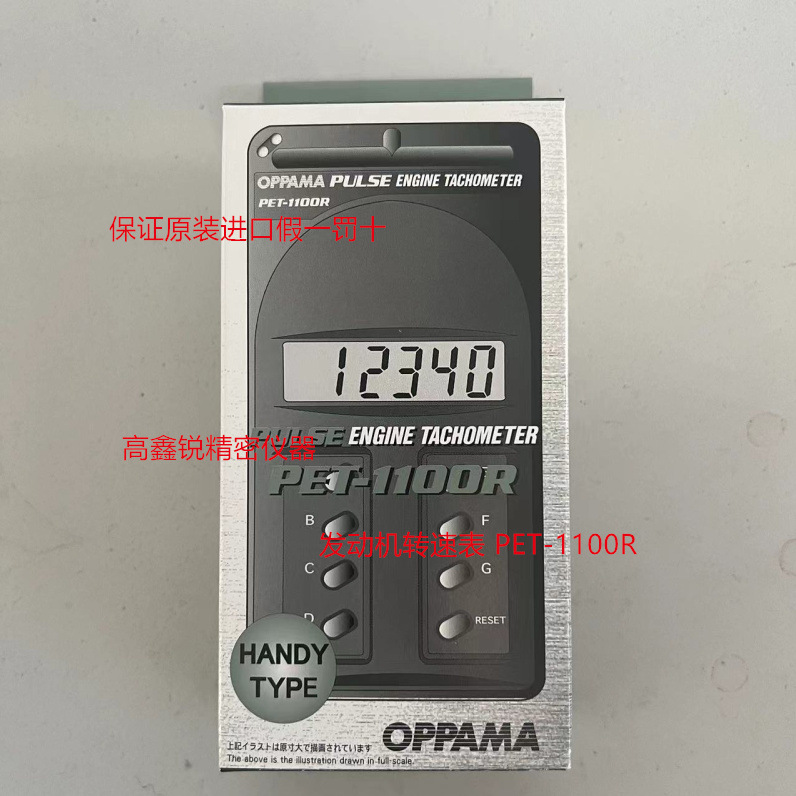 OPPAMA PULSE ENGINE TACHOMETER
PET-1100R
保证原装进口假一罚十
12340
PULSE ENGINE TACHOMETER
高鑫锐精密仪器
PET-1100R
B
F
发动机转速表 PET-1100R
C
G
D
RESET
HANDY
TYPE
OPPAMA
上記イラストは原寸大で描画されています
The above is the illustration drawn in full-scale.